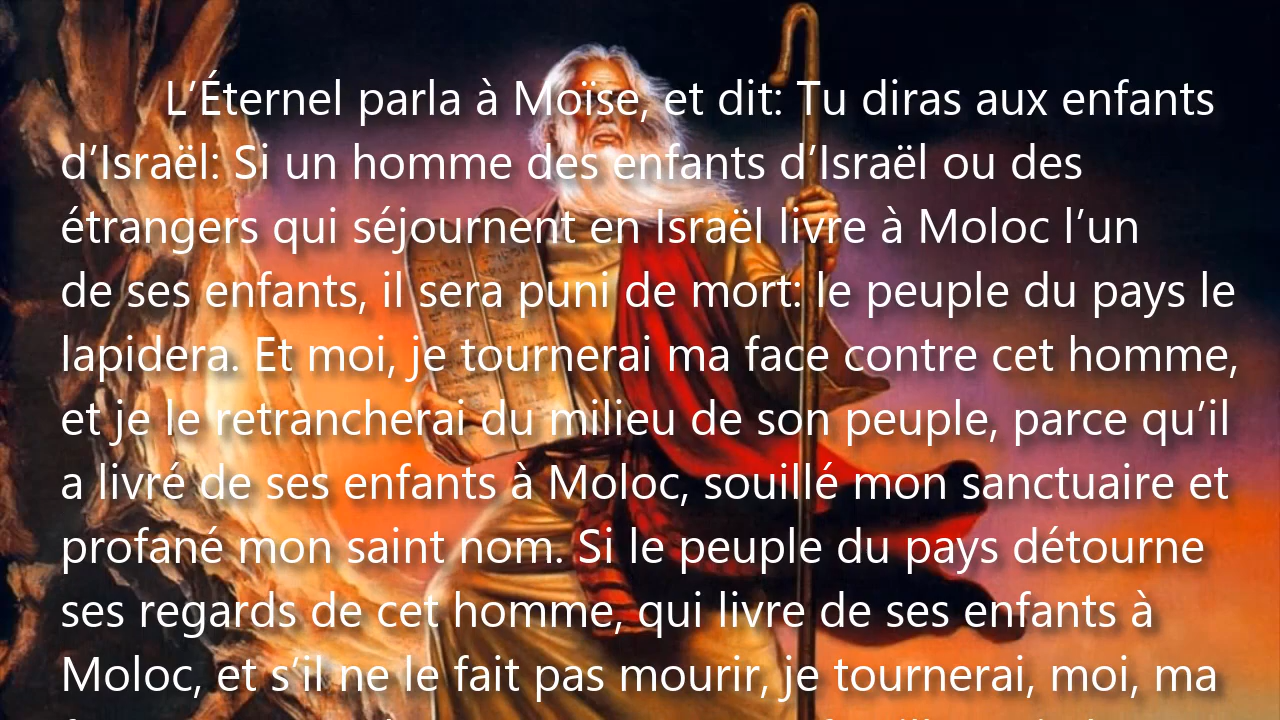 L’Éternel parla à Moïse, et dit: Tu diras aux enfants
d’Israël: Si un homme des enfants d’Israël ou des
étrangers qui séjournent en Israël livre à Moloc l’un
de ses enfants, il sera puni de mort: le peuple du pays le
lapidera. Et moi, je tournerai ma face contre cet homme,
et je le retrancherai du milieu de son peuple, parce qu’il
a livré de ses enfants à Moloc, souillé mon sanctuaire et
profané mon saint nom. Si le peuple du pays détourne
ses regards de cet homme, qui livre de ses enfants à
Moloc, et s’il ne le fait pas mourir, je tournerai, moi, ma